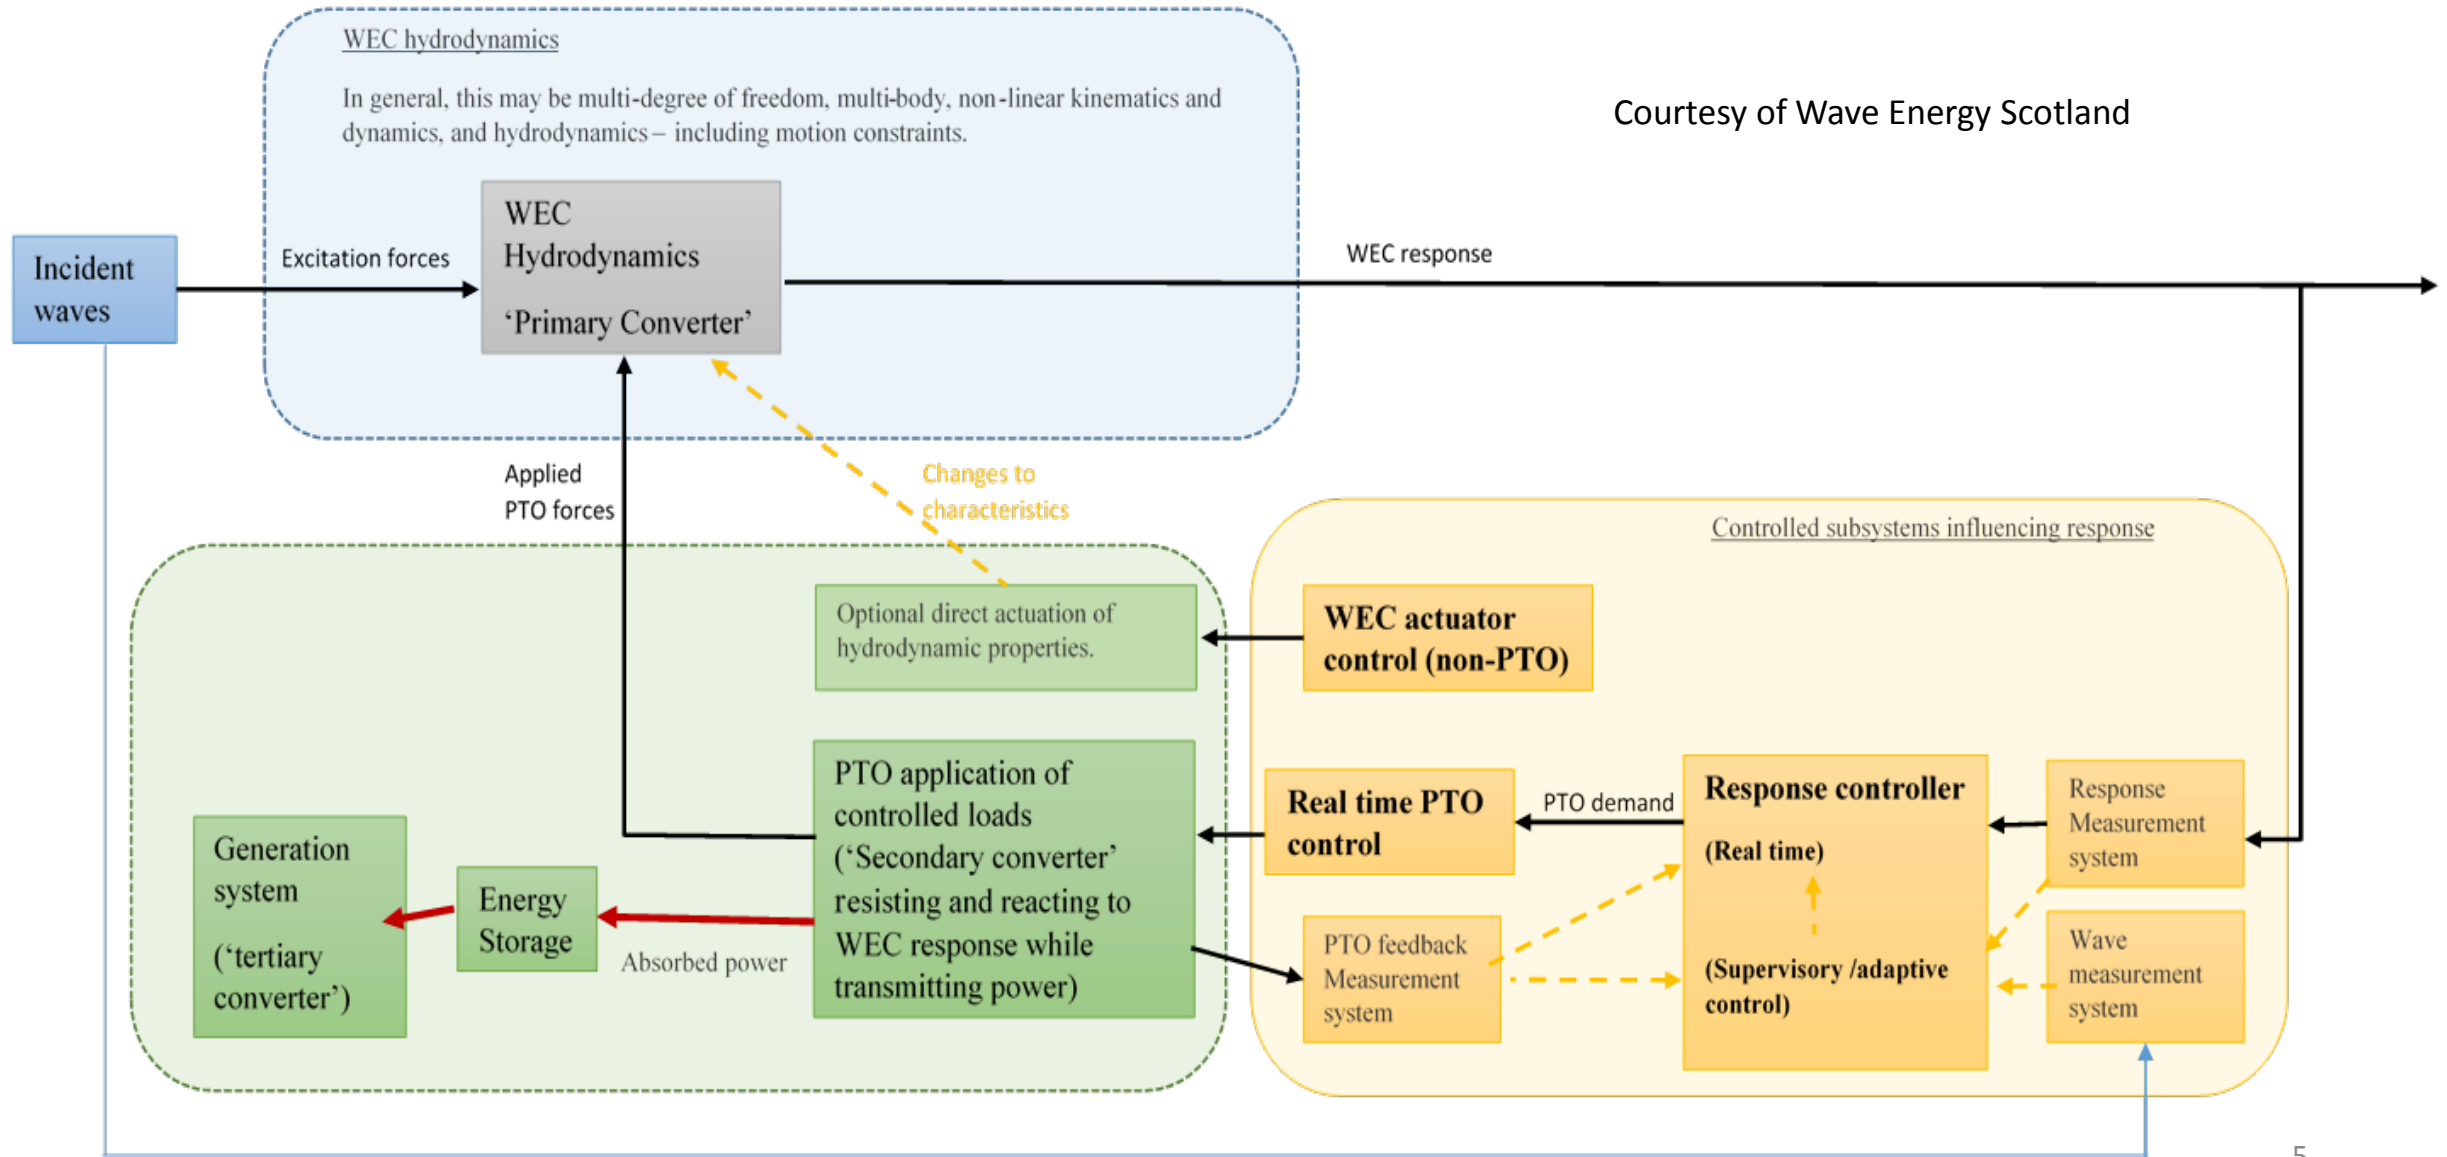 WEC hydrodynamics
In general, this may be multi-degree of freedom, multi-body, non-linear kinematics and
dynamics, and hydrodynamics – including motion constraints.
Courtesy of Wave Energy Scotland
Incident
waves
Excitation forces
WEC
Hydrodynamics
‘Primary Converter’
WEC response
Applied
PTO forces
Changes to
characteristics
Controlled subsystems influencing response
Optional direct actuation of
hydrodynamic properties.
WEC actuator
control (non-PTO)
Generation
system
(‘tertiary
converter’)
Energy
Storage
Absorbed power
PTO application of
controlled loads
(‘Secondary converter’
resisting and reacting to
WEC response while
transmitting power)
Real time PTO
control
PTO demand
Response controller
(Real time)
(Supervisory /adaptive
control)
Response
Measurement
system
PTO feedback
Measurement
system
Wave
measurement
system
5